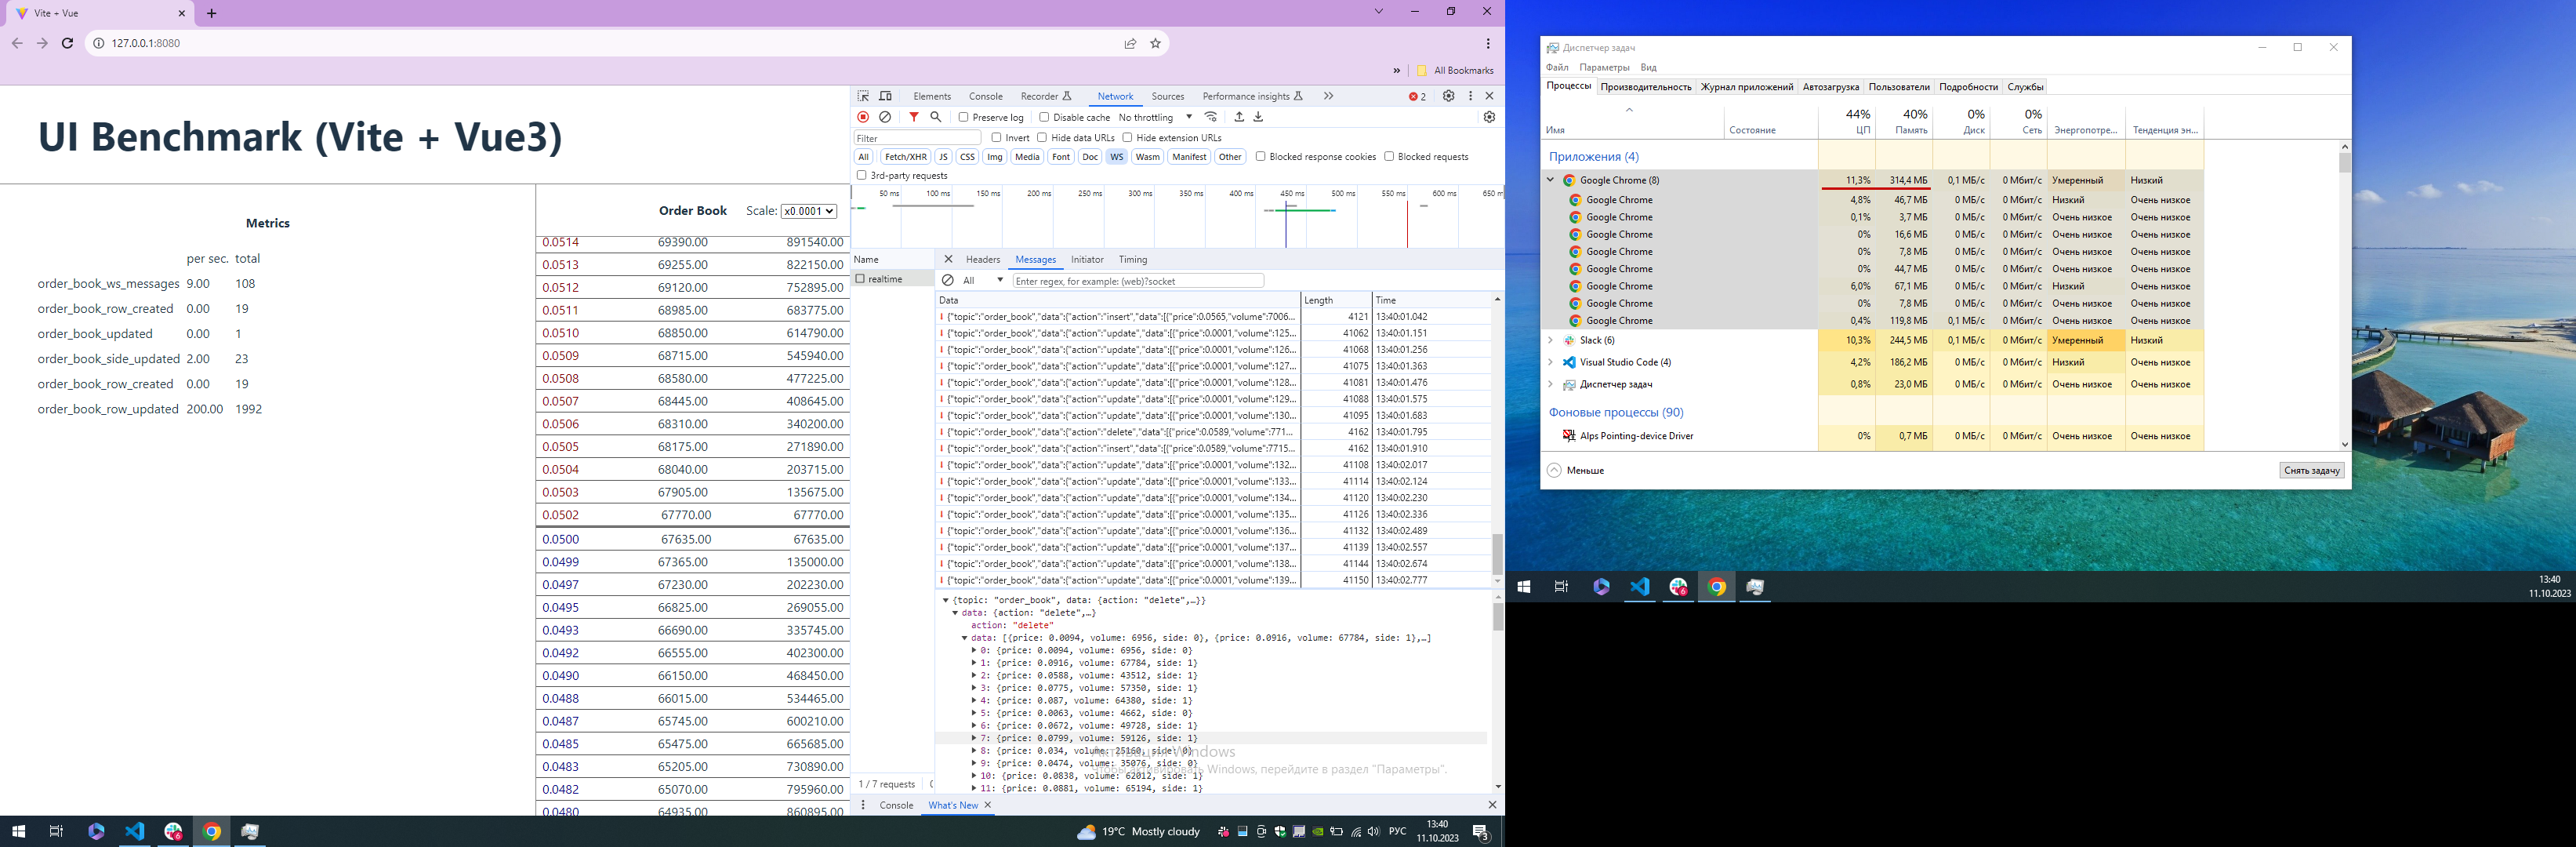 Vite + Vue
127.0.0.1:8080
» All Bookmarks
UI Benchmark (Vite + Vue3)
Metrics
per sec. total
order_book_ws_messages 9.00 108
order_book_row_created 0.00 19
order_book_updated 0.00 1
order_book_side_updated 2.00 23
order_book_row_created 0.00 19
order_book_row_updated 200.00 1992
Order Book Scale: x0.0001
0.0514 69390.00 891540.00
0.0513 69255.00 822150.00
0.0512 69120.00 752895.00
0.0511 68985.00 683775.00
0.0510 68850.00 614790.00
0.0509 68715.00 545940.00
0.0508 68580.00 477225.00
0.0507 68445.00 408645.00
0.0506 68310.00 340200.00
0.0505 68175.00 271890.00
0.0504 68040.00 203715.00
0.0503 67905.00 135675.00
0.0502 67770.00 67770.00
0.0500 67635.00 67635.00
0.0499 67365.00 135000.00
0.0497 67230.00 202230.00
0.0495 66825.00 269055.00
0.0493 66690.00 335745.00
0.0492 66555.00 402300.00
0.0490 66150.00 468450.00
0.0488 66015.00 534465.00
0.0487 65745.00 600210.00
0.0485 65475.00 665685.00
0.0483 65205.00 730890.00
0.0482 65070.00 795960.00
0.0480 64935.00 860895.00
Elements Console Recorder Network Sources Performance insights » 2
Preserve log Disable cache No throttling
Filter Invert Hide data URLs Hide extension URLs
All Fetch/XHR JS CSS Img Media Font Doc WS Wasm Manifest Other Blocked response cookies Blocked requests
3rd-party requests
50 ms 100 ms 150 ms 200 ms 250 ms 300 ms 350 ms 400 ms 450 ms 500 ms 550 ms 600 ms 650 m
Name Headers Messages Initiator Timing
realtime All Enter regex, for example: (web)?socket
Data Length Time
{"topic":"order_book","data":{"action":"insert","data":[{"price":0.0565,"volume":7006... 4121 13:40:01.042
{"topic":"order_book","data":{"action":"update","data":[{"price":0.0001,"volume":125... 41062 13:40:01.151
{"topic":"order_book","data":{"action":"update","data":[{"price":0.0001,"volume":126... 41068 13:40:01.256
{"topic":"order_book","data":{"action":"update","data":[{"price":0.0001,"volume":127... 41075 13:40:01.363
{"topic":"order_book","data":{"action":"update","data":[{"price":0.0001,"volume":128... 41081 13:40:01.476
{"topic":"order_book","data":{"action":"update","data":[{"price":0.0001,"volume":129... 41088 13:40:01.575
{"topic":"order_book","data":{"action":"update","data":[{"price":0.0001,"volume":130... 41095 13:40:01.683
{"topic":"order_book","data":{"action":"delete","data":[{"price":0.0589,"volume":771... 4162 13:40:01.795
{"topic":"order_book","data":{"action":"insert","data":[{"price":0.0589,"volume":7715... 4162 13:40:01.910
{"topic":"order_book","data":{"action":"update","data":[{"price":0.0001,"volume":132... 41108 13:40:02.017
{"topic":"order_book","data":{"action":"update","data":[{"price":0.0001,"volume":133... 41114 13:40:02.124
{"topic":"order_book","data":{"action":"update","data":[{"price":0.0001,"volume":134... 41120 13:40:02.230
{"topic":"order_book","data":{"action":"update","data":[{"price":0.0001,"volume":135... 41126 13:40:02.336
{"topic":"order_book","data":{"action":"update","data":[{"price":0.0001,"volume":136... 41132 13:40:02.489
{"topic":"order_book","data":{"action":"update","data":[{"price":0.0001,"volume":137... 41139 13:40:02.557
{"topic":"order_book","data":{"action":"update","data":[{"price":0.0001,"volume":138... 41144 13:40:02.674
{"topic":"order_book","data":{"action":"update","data":[{"price":0.0001,"volume":139... 41150 13:40:02.777
{topic: "order_book", data: {action: "delete",…}}
data: {action: "delete",…}
action: "delete"
data: [{price: 0.0094, volume: 6956, side: 0}, {price: 0.0916, volume: 67784, side: 1},…]
0: {price: 0.0094, volume: 6956, side: 0}
1: {price: 0.0916, volume: 67784, side: 1}
2: {price: 0.0588, volume: 43512, side: 1}
3: {price: 0.0775, volume: 57350, side: 1}
4: {price: 0.087, volume: 64380, side: 1}
5: {price: 0.0063, volume: 4662, side: 0}
6: {price: 0.0672, volume: 49728, side: 1}
7: {price: 0.0799, volume: 59126, side: 1}
8: {price: 0.034, volume: 25160, side: 0}
9: {price: 0.0474, volume: 35076, side: 0}
10: {price: 0.0838, volume: 62012, side: 1}
11: {price: 0.0881, volume: 65194, side: 1}
Активация Windows
Чтобы активировать Windows, перейдите в раздел "Параметры".
1 / 7 requests
Console What's New
19°C Mostly cloudy РУС 13:40
11.10.2023 3
Диспетчер задач
Файл Параметры Вид
Процессы Производительность Журнал приложений Автозагрузка Пользователи Подробности Службы
44% 40% 0% 0%
Имя Состояние ЦП Память Диск Сеть Энергопотре... Тенденция эн...
Приложения (4)
Google Chrome (8) 11,3% 314,4 МБ 0,1 МБ/с 0 Мбит/с Умеренный Низкий
Google Chrome 4,8% 46,7 МБ 0 МБ/с 0 Мбит/с Низкий Очень низкое
Google Chrome 0,1% 3,7 МБ 0 МБ/с 0 Мбит/с Очень низкое Очень низкое
Google Chrome 0% 16,6 МБ 0 МБ/с 0 Мбит/с Очень низкое Очень низкое
Google Chrome 0% 7,8 МБ 0 МБ/с 0 Мбит/с Очень низкое Очень низкое
Google Chrome 0% 44,7 МБ 0 МБ/с 0 Мбит/с Очень низкое Очень низкое
Google Chrome 6,0% 67,1 МБ 0 МБ/с 0 Мбит/с Низкий Очень низкое
Google Chrome 0% 7,8 МБ 0 МБ/с 0 Мбит/с Очень низкое Очень низкое
Google Chrome 0,4% 119,8 МБ 0,1 МБ/с 0 Мбит/с Очень низкое Очень низкое
Slack (6) 10,3% 244,5 МБ 0,1 МБ/с 0 Мбит/с Умеренный Низкий
Visual Studio Code (4) 4,2% 186,2 МБ 0 МБ/с 0 Мбит/с Низкий Очень низкое
Диспетчер задач 0,8% 23,0 МБ 0 МБ/с 0 Мбит/с Очень низкое Очень низкое
Фоновые процессы (90)
Alps Pointing-device Driver 0% 0,7 МБ 0 МБ/с 0 Мбит/с Очень низкое Очень низкое
Меньше Снять задачу
13:40
11.10.2023